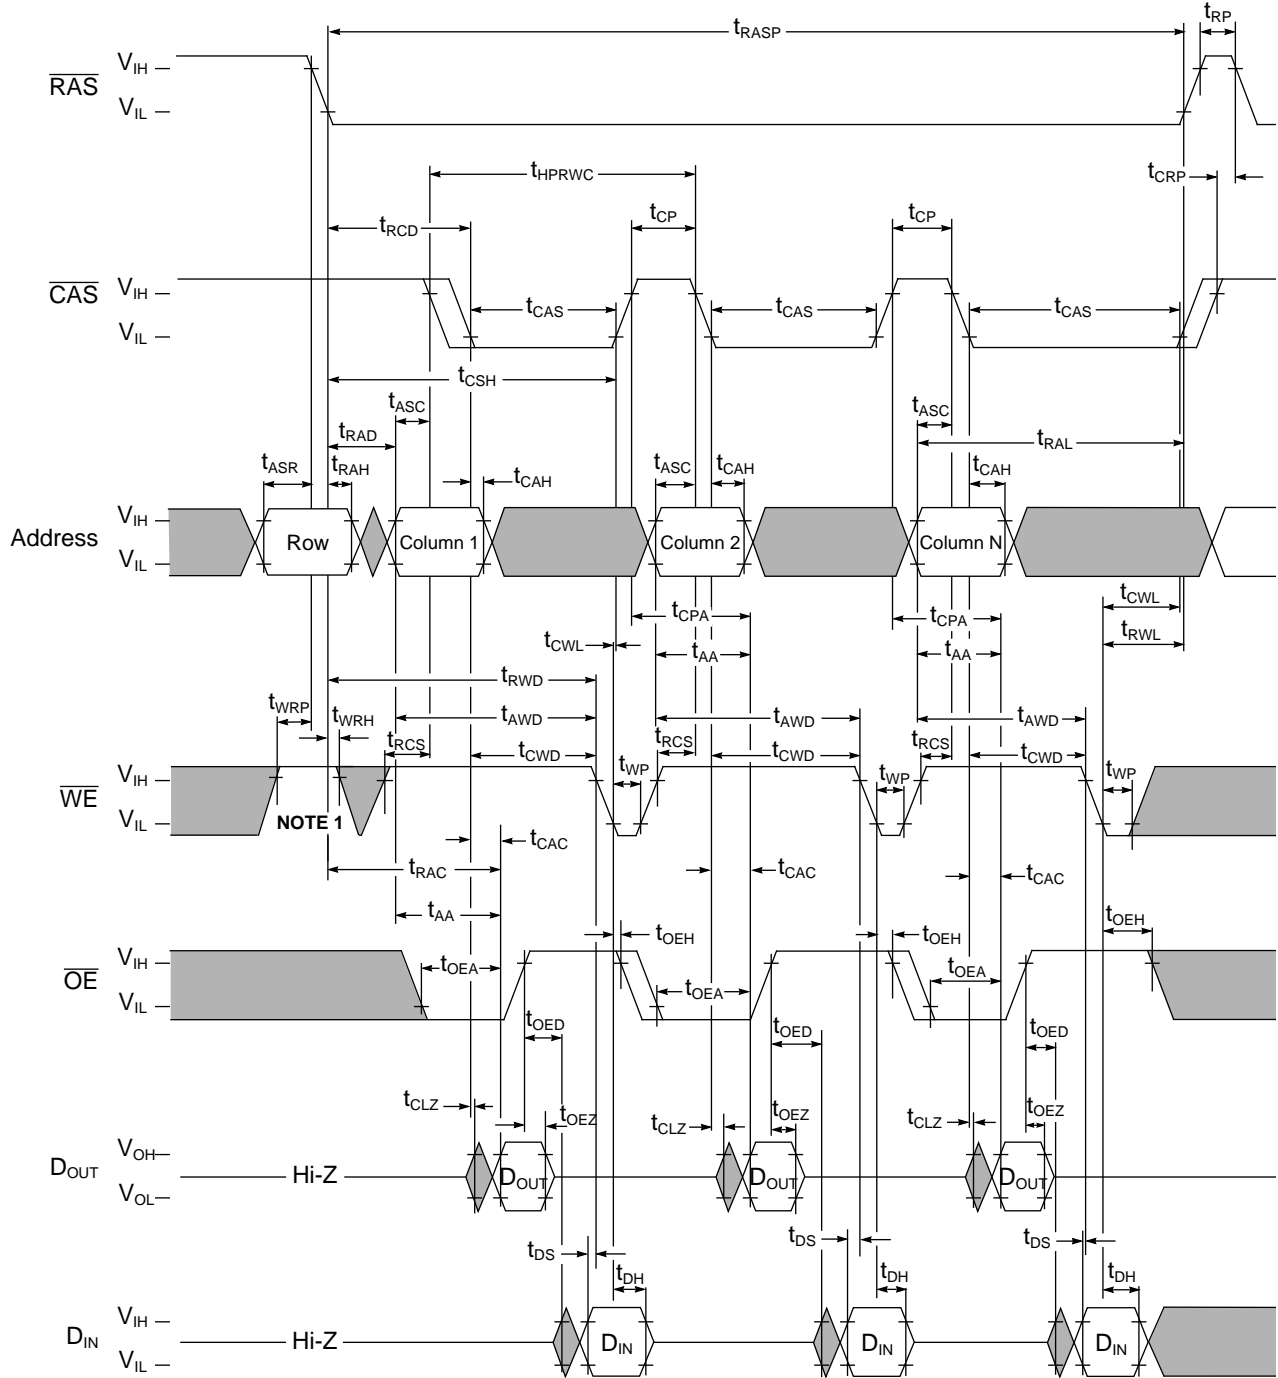 tRASP
tRP
RAS
VIH
VIL
tHPRWC
tCRP
tRCD
tCP
tCP
CAS
VIH
VIL
tCAS
tCAS
tCAS
tCSH
tASC
tASC
tRAD
tRAL
tASR
tRAH
tCAH
tASC
tCAH
tCAH
Address
VIH
VIL
Row
Column 1
Column 2
Column N
tCWL
tCPA
tCPA
tCWL
tRWL
tAA
tAA
tRWD
tWRP
tWRH
tAWD
tAWD
tAWD
tRCS
tCWD
tRCS
tCWD
tRCS
tCWD
WE
VIH
VIL
tWP
tWP
tWP
NOTE 1
tCAC
tRAC
tCAC
tCAC
tAA
tOEH
tOEH
tOEH
OE
VIH
VIL
tOEA
tOEA
tOEA
tOED
tOED
tOED
tCLZ
tOEZ
tCLZ
tOEZ
tCLZ
tOEZ
DOUT
VOH
VOL
Hi-Z
DOUT
DOUT
DOUT
tDS
tDS
tDS
tDH
tDH
tDH
DIN
VIH
VIL
Hi-Z
DIN
DIN
DIN